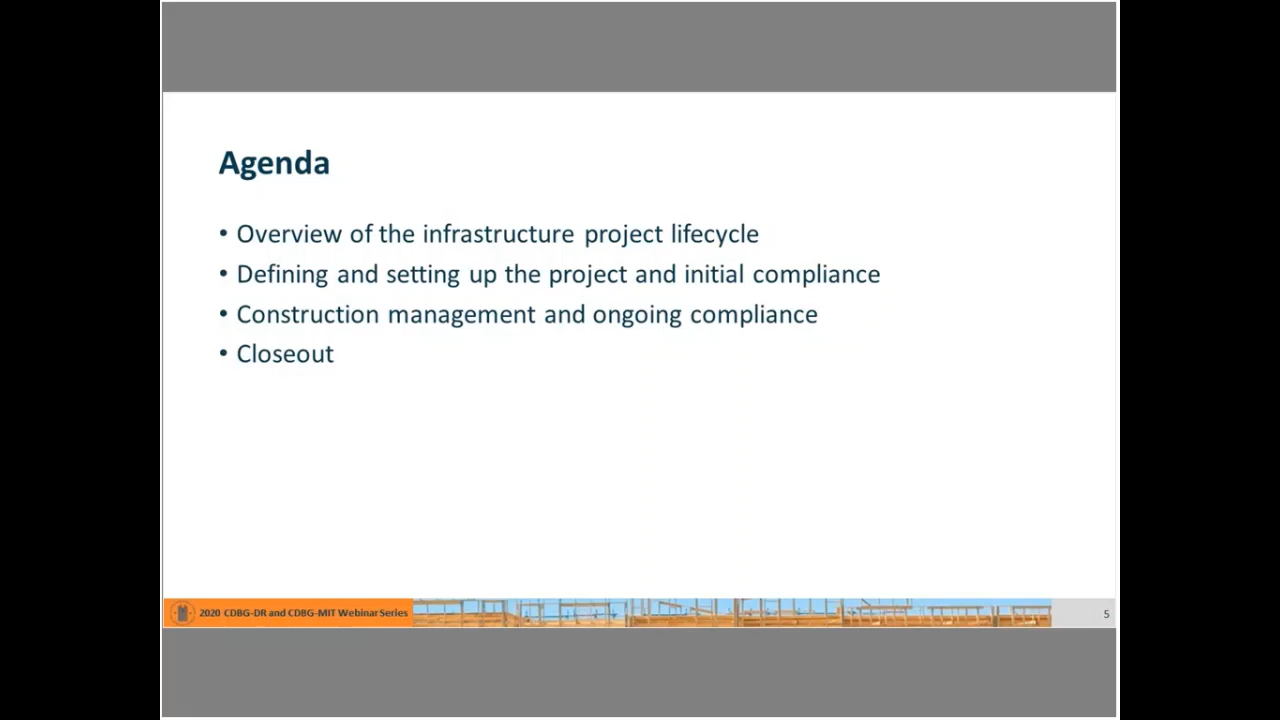 Agenda
• Overview of the infrastructure project lifecycle
• Defining and setting up the project and initial compliance
• Construction management and ongoing compliance
• Closeout
2020 CDBG-DR and CDBG-MIT Webinar Series
5